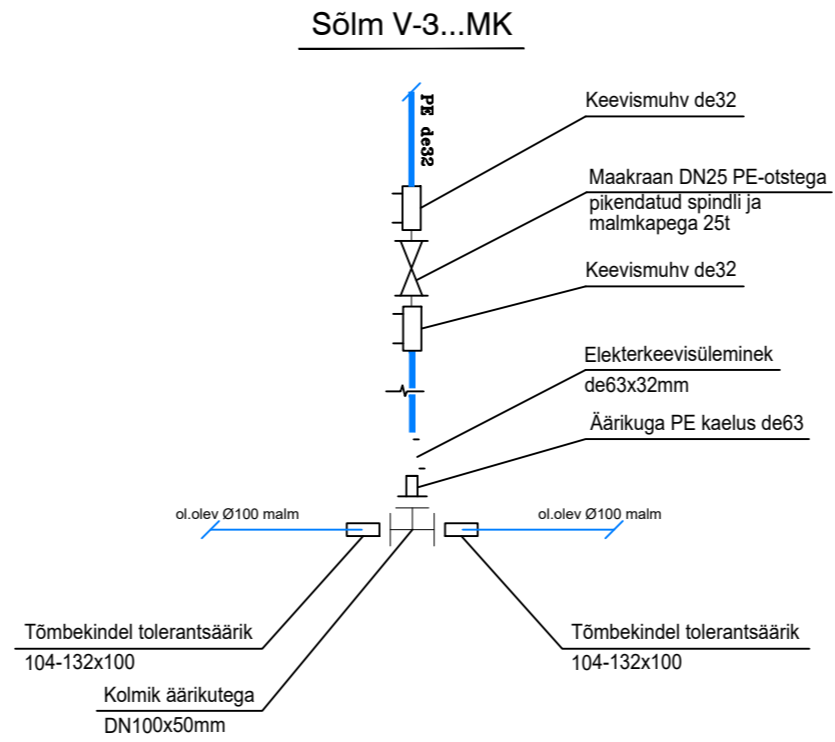 Sõlm V-3...MK
PE de32
Keevismuhv de32
Maakraan DN25 PE-otstega
pikendatud spindli ja
malmkapega 25t
Keevismuhv de32
Elekterkeevisüleminek
de63x32mm
Äärikuga PE kaelus de63
ol.olev Ø100 malm
ol.olev Ø100 malm
Tõmbekindel tolerantsäärik
104-132x100
Tõmbekindel tolerantsäärik
104-132x100
Kolmik äärikutega
DN100x50mm